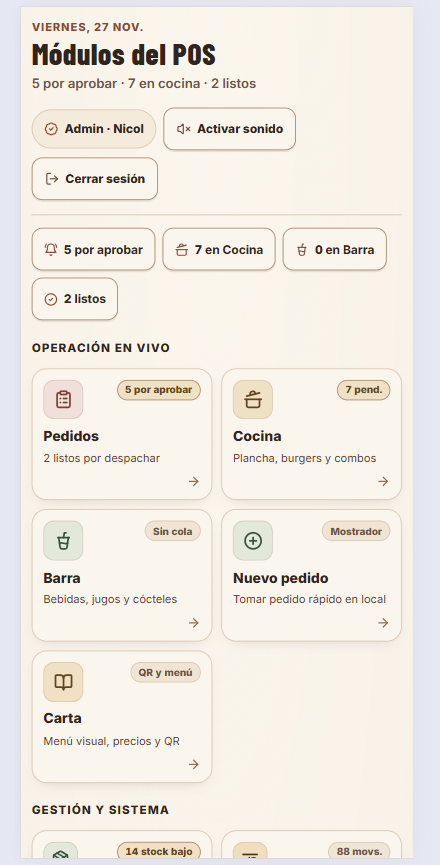 VIERNES, 27 NOV.
Módulos del POS
5 por aprobar · 7 en cocina · 2 listos
Admin · Nicol
Activar sonido
Cerrar sesión
5 por aprobar
7 en Cocina
0 en Barra
2 listos
OPERACIÓN EN VIVO
5 por aprobar
Pedidos
2 listos por despachar
7 pend.
Cocina
Plancha, burgers y combos
Sin cola
Barra
Bebidas, jugos y cócteles
Mostrador
Nuevo pedido
Tomar pedido rápido en local
QR y menú
Carta
Menú visual, precios y QR
GESTIÓN Y SISTEMA
14 stock bajo
88 movs.